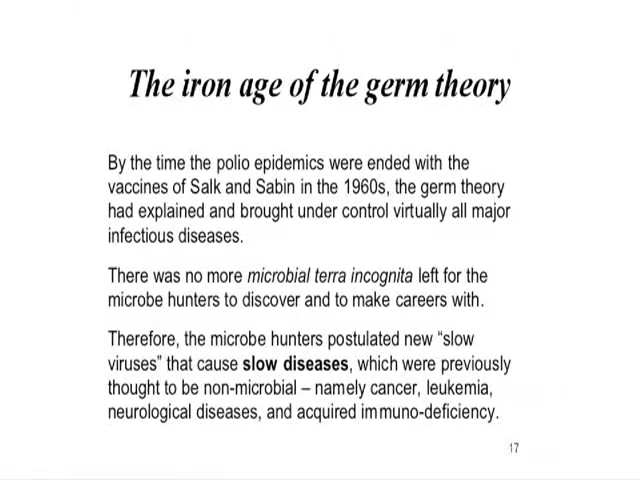 The iron age of the germ theory
By the time the polio epidemics were ended with the
vaccines of Salk and Sabin in the 1960s, the germ theory
had explained and brought under control virtually all major
infectious diseases.
There was no more microbial terra incognita left for the
microbe hunters to discover and to make careers with.
Therefore, the microbe hunters postulated new “slow
viruses” that cause slow diseases, which were previously
thought to be non-microbial – namely cancer, leukemia,
neurological diseases, and acquired immuno-deficiency.
17